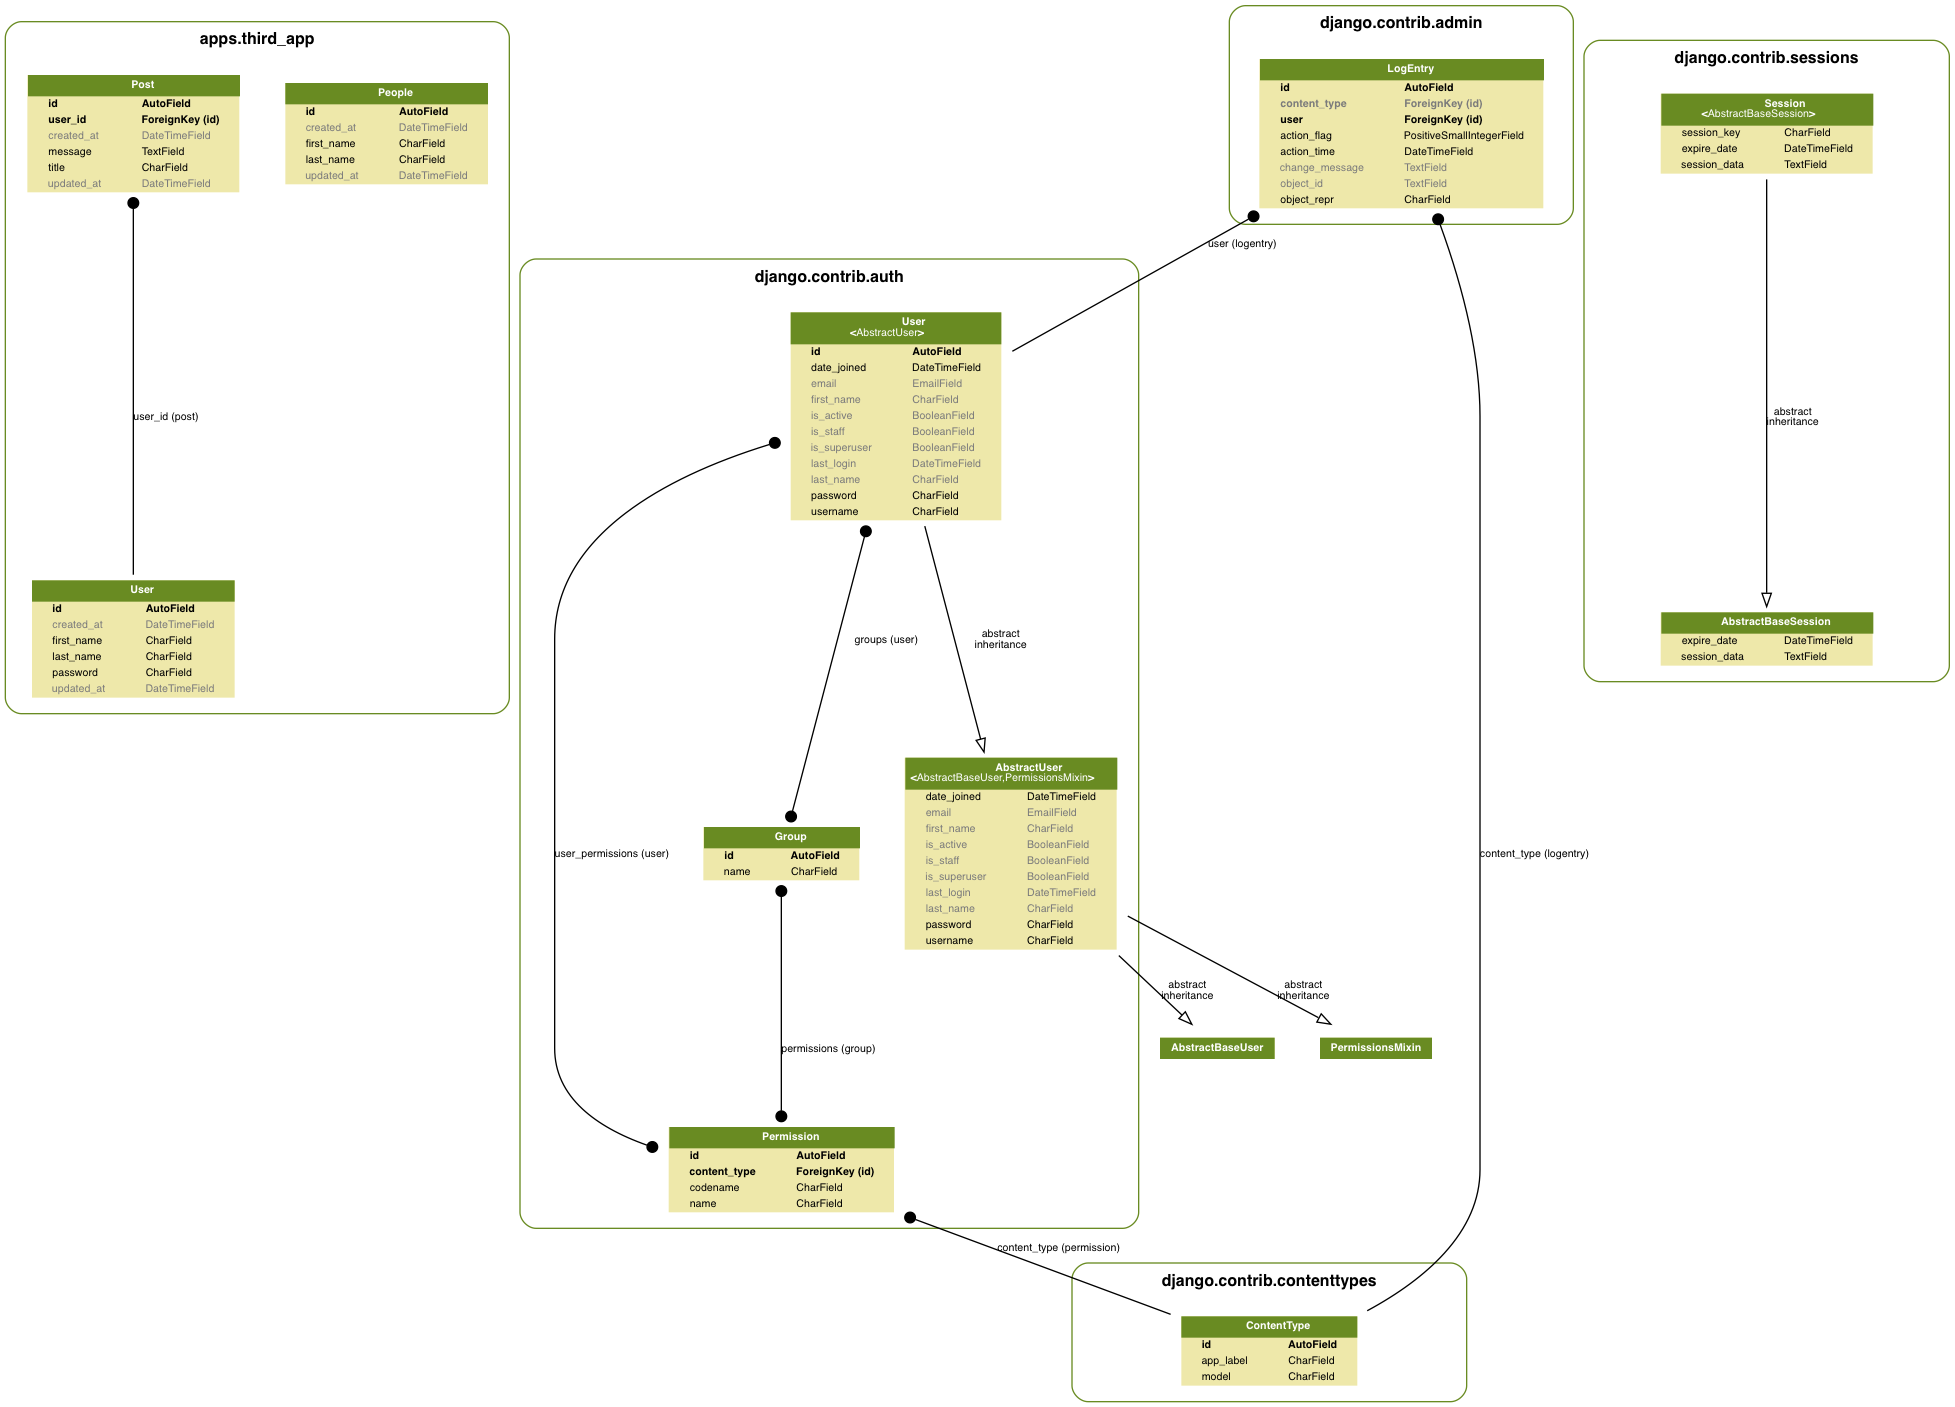 apps.third_app
Post
id AutoField
user_id ForeignKey (id)
created_at DateTimeField
message TextField
title CharField
updated_at DateTimeField
People
id AutoField
created_at DateTimeField
first_name CharField
last_name CharField
updated_at DateTimeField
user_id (post)
User
id AutoField
created_at DateTimeField
first_name CharField
last_name CharField
password CharField
updated_at DateTimeField
django.contrib.admin
LogEntry
id AutoField
content_type ForeignKey (id)
user ForeignKey (id)
action_flag PositiveSmallIntegerField
action_time DateTimeField
change_message TextField
object_id TextField
object_repr CharField
user (logentry)
django.contrib.sessions
Session
<AbstractBaseSession>
session_key CharField
expire_date DateTimeField
session_data TextField
abstract
inheritance
AbstractBaseSession
expire_date DateTimeField
session_data TextField
django.contrib.auth
User
<AbstractUser>
id AutoField
date_joined DateTimeField
email EmailField
first_name CharField
is_active BooleanField
is_staff BooleanField
is_superuser BooleanField
last_login DateTimeField
last_name CharField
password CharField
username CharField
groups (user)
abstract
inheritance
AbstractUser
<AbstractBaseUser,PermissionsMixin>
date_joined DateTimeField
email EmailField
first_name CharField
is_active BooleanField
is_staff BooleanField
is_superuser BooleanField
last_login DateTimeField
last_name CharField
password CharField
username CharField
Group
id AutoField
name CharField
user_permissions (user)
content_type (logentry)
abstract
inheritance
abstract
inheritance
AbstractBaseUser
PermissionsMixin
permissions (group)
Permission
id AutoField
content_type ForeignKey (id)
codename CharField
name CharField
content_type (permission)
django.contrib.contenttypes
ContentType
id AutoField
app_label CharField
model CharField